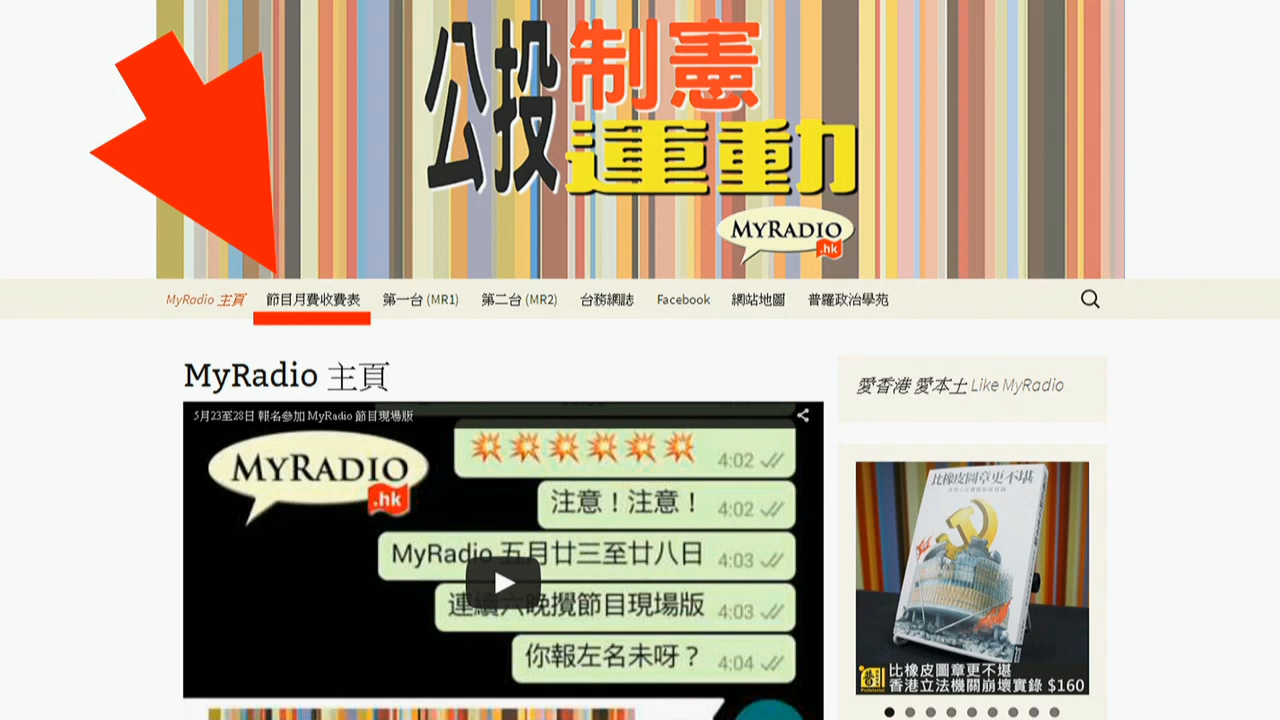 公投制憲
運動
MYRADIO
.hk
MyRadio 主頁 節目月費收費表 第一台 (MR1) 第二台 (MR2) 台務網誌 Facebook 網站地圖 普羅政治學苑
MyRadio 主頁
愛香港 愛本土 Like MyRadio
5月23至28日 報名參加 MyRadio 節目現場版
MYRADIO
.hk
4:02
注意！注意！ 4:02
MyRadio 五月廿三至廿八日 4:03
連續六晚攪節目現場版 4:03
你報左名未呀？ 4:04
比橡皮圖章更不堪
比橡皮圖章更不堪
香港立法機關崩壞實錄 $160